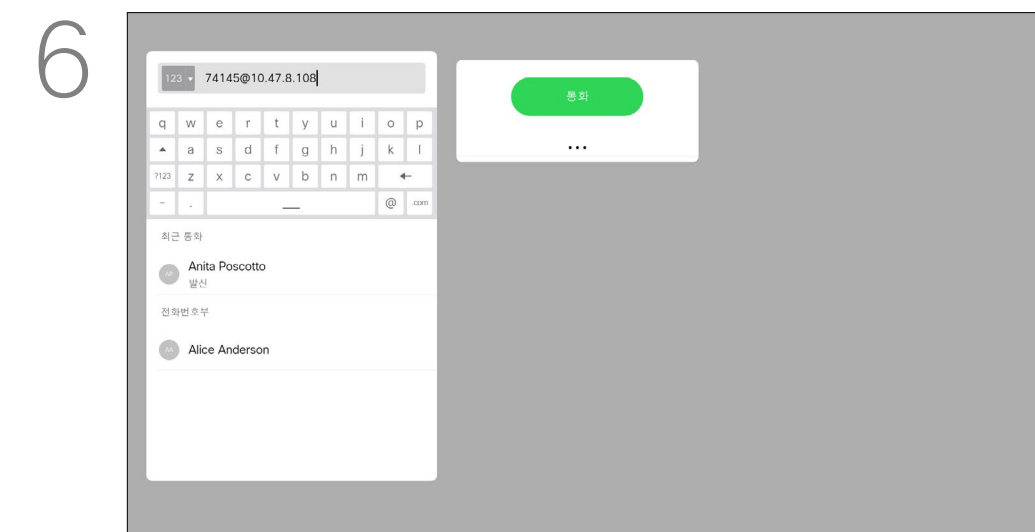 6
123 74145@10.47.8.108
통화
q w e r t y u i o p
a s d f g h j k l
?123 z x c v b n m
- . @ .com
최근 통화
AP Anita Poscotto
발신
전화번호부
AA Alice Anderson